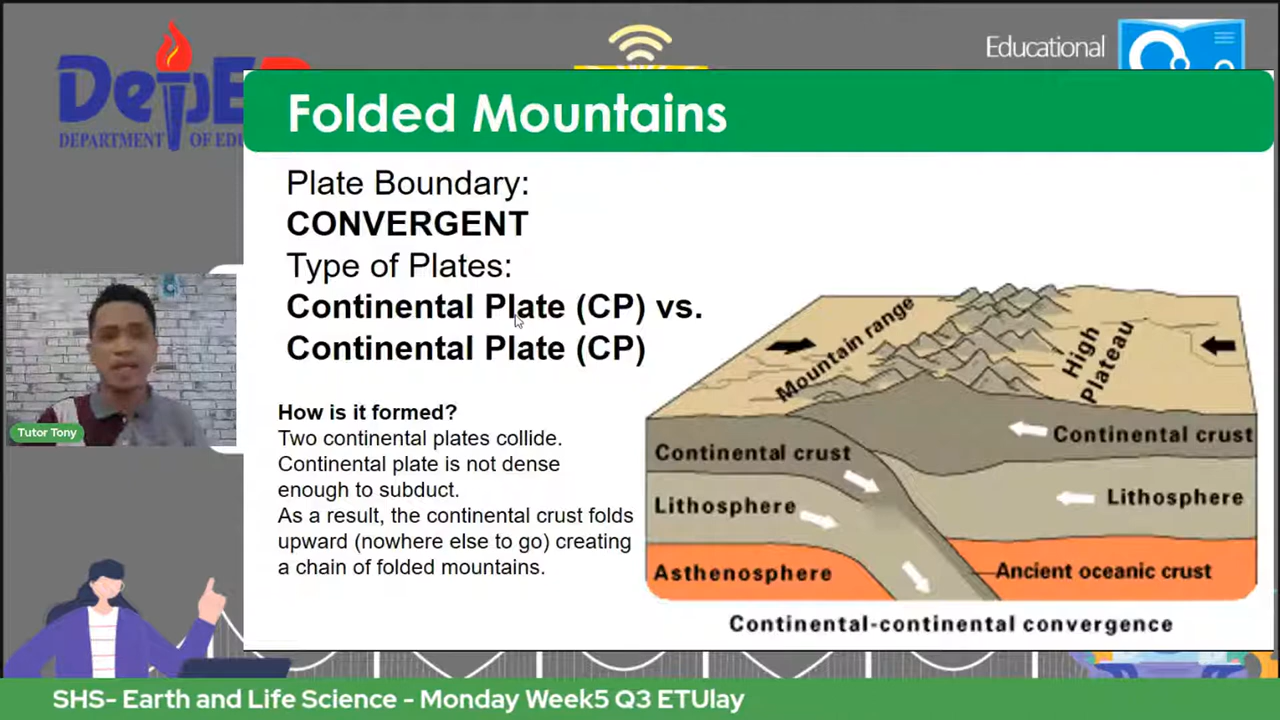 Educational
DepE
DEPARTMENT OF EDU
Folded Mountains
Plate Boundary:
CONVERGENT
Type of Plates:
Continental Plate (CP) vs.
Continental Plate (CP)
How is it formed?
Two continental plates collide.
Continental plate is not dense
enough to subduct.
As a result, the continental crust folds
upward (nowhere else to go) creating
a chain of folded mountains.
Mountain range
High
Plateau
Continental crust
Continental crust
Lithosphere
Lithosphere
Asthenosphere
Ancient oceanic crust
Continental-continental convergence
Tutor Tony
SHS- Earth and Life Science - Monday Week5 Q3 ETUlay